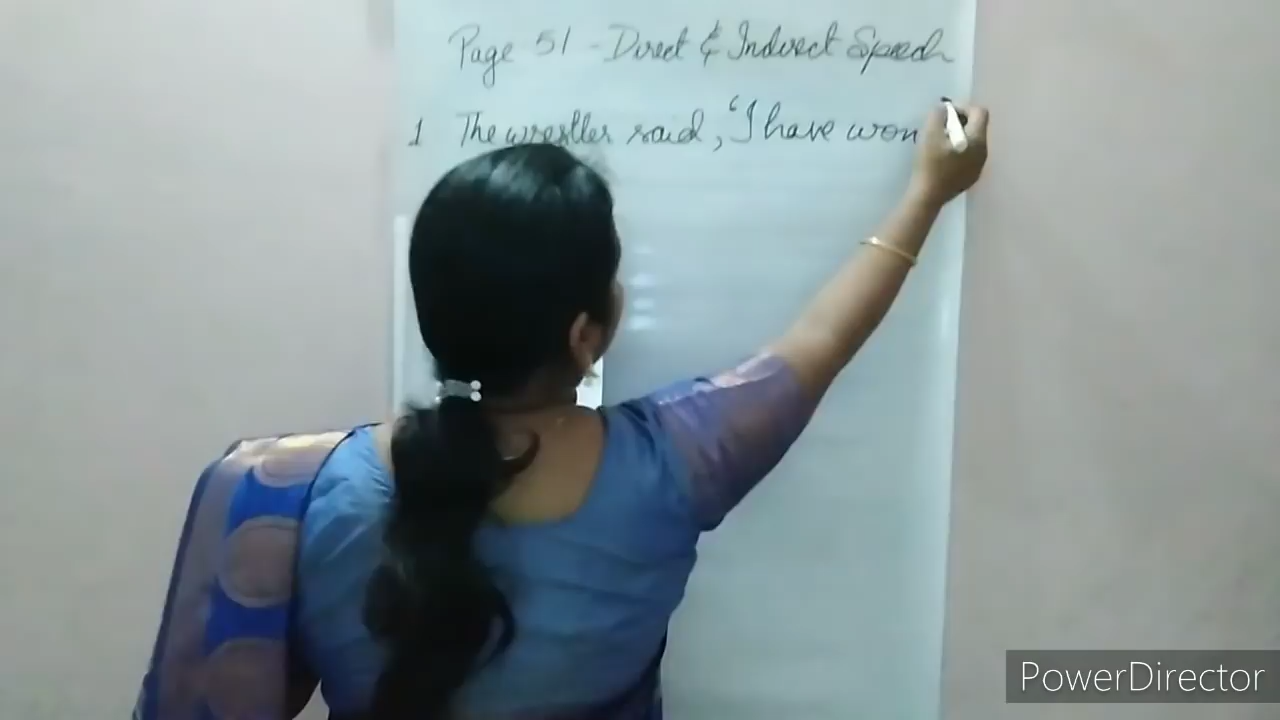 Page 51 - Direct & Indirect Speech
1 The wrestler said, ‘I have won
PowerDirector